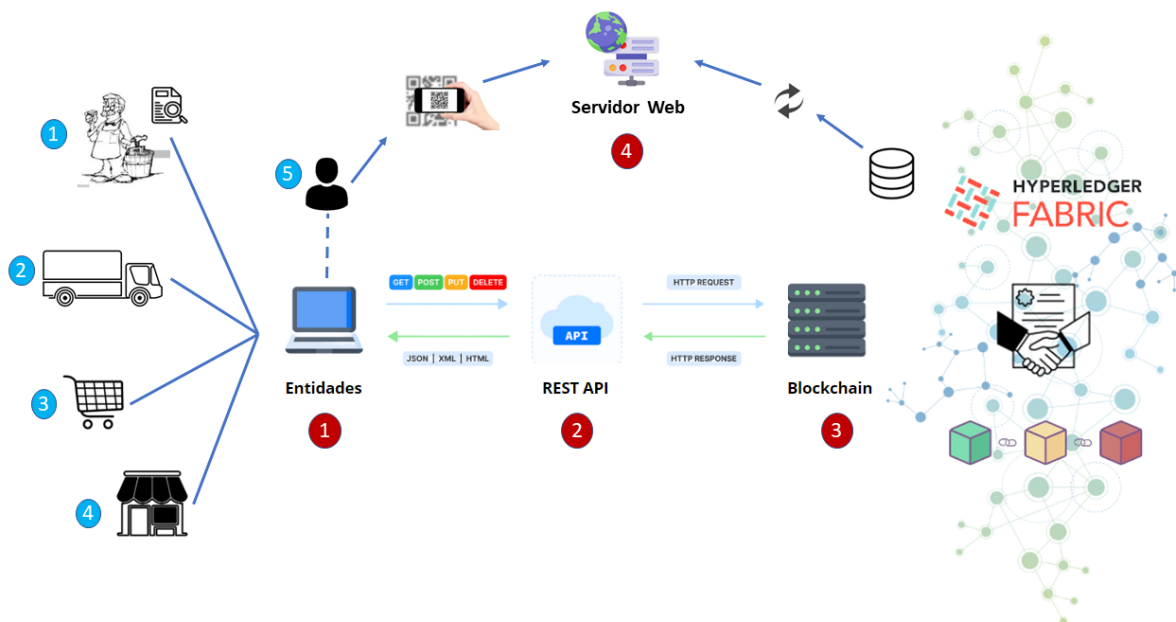 Servidor Web
4
1
5
HYPERLEDGER
FABRIC
2
GET POST PUT DELETE
HTTP REQUEST
API
JSON | XML | HTML
HTTP RESPONSE
3
Entidades
REST API
Blockchain
1
2
3
4